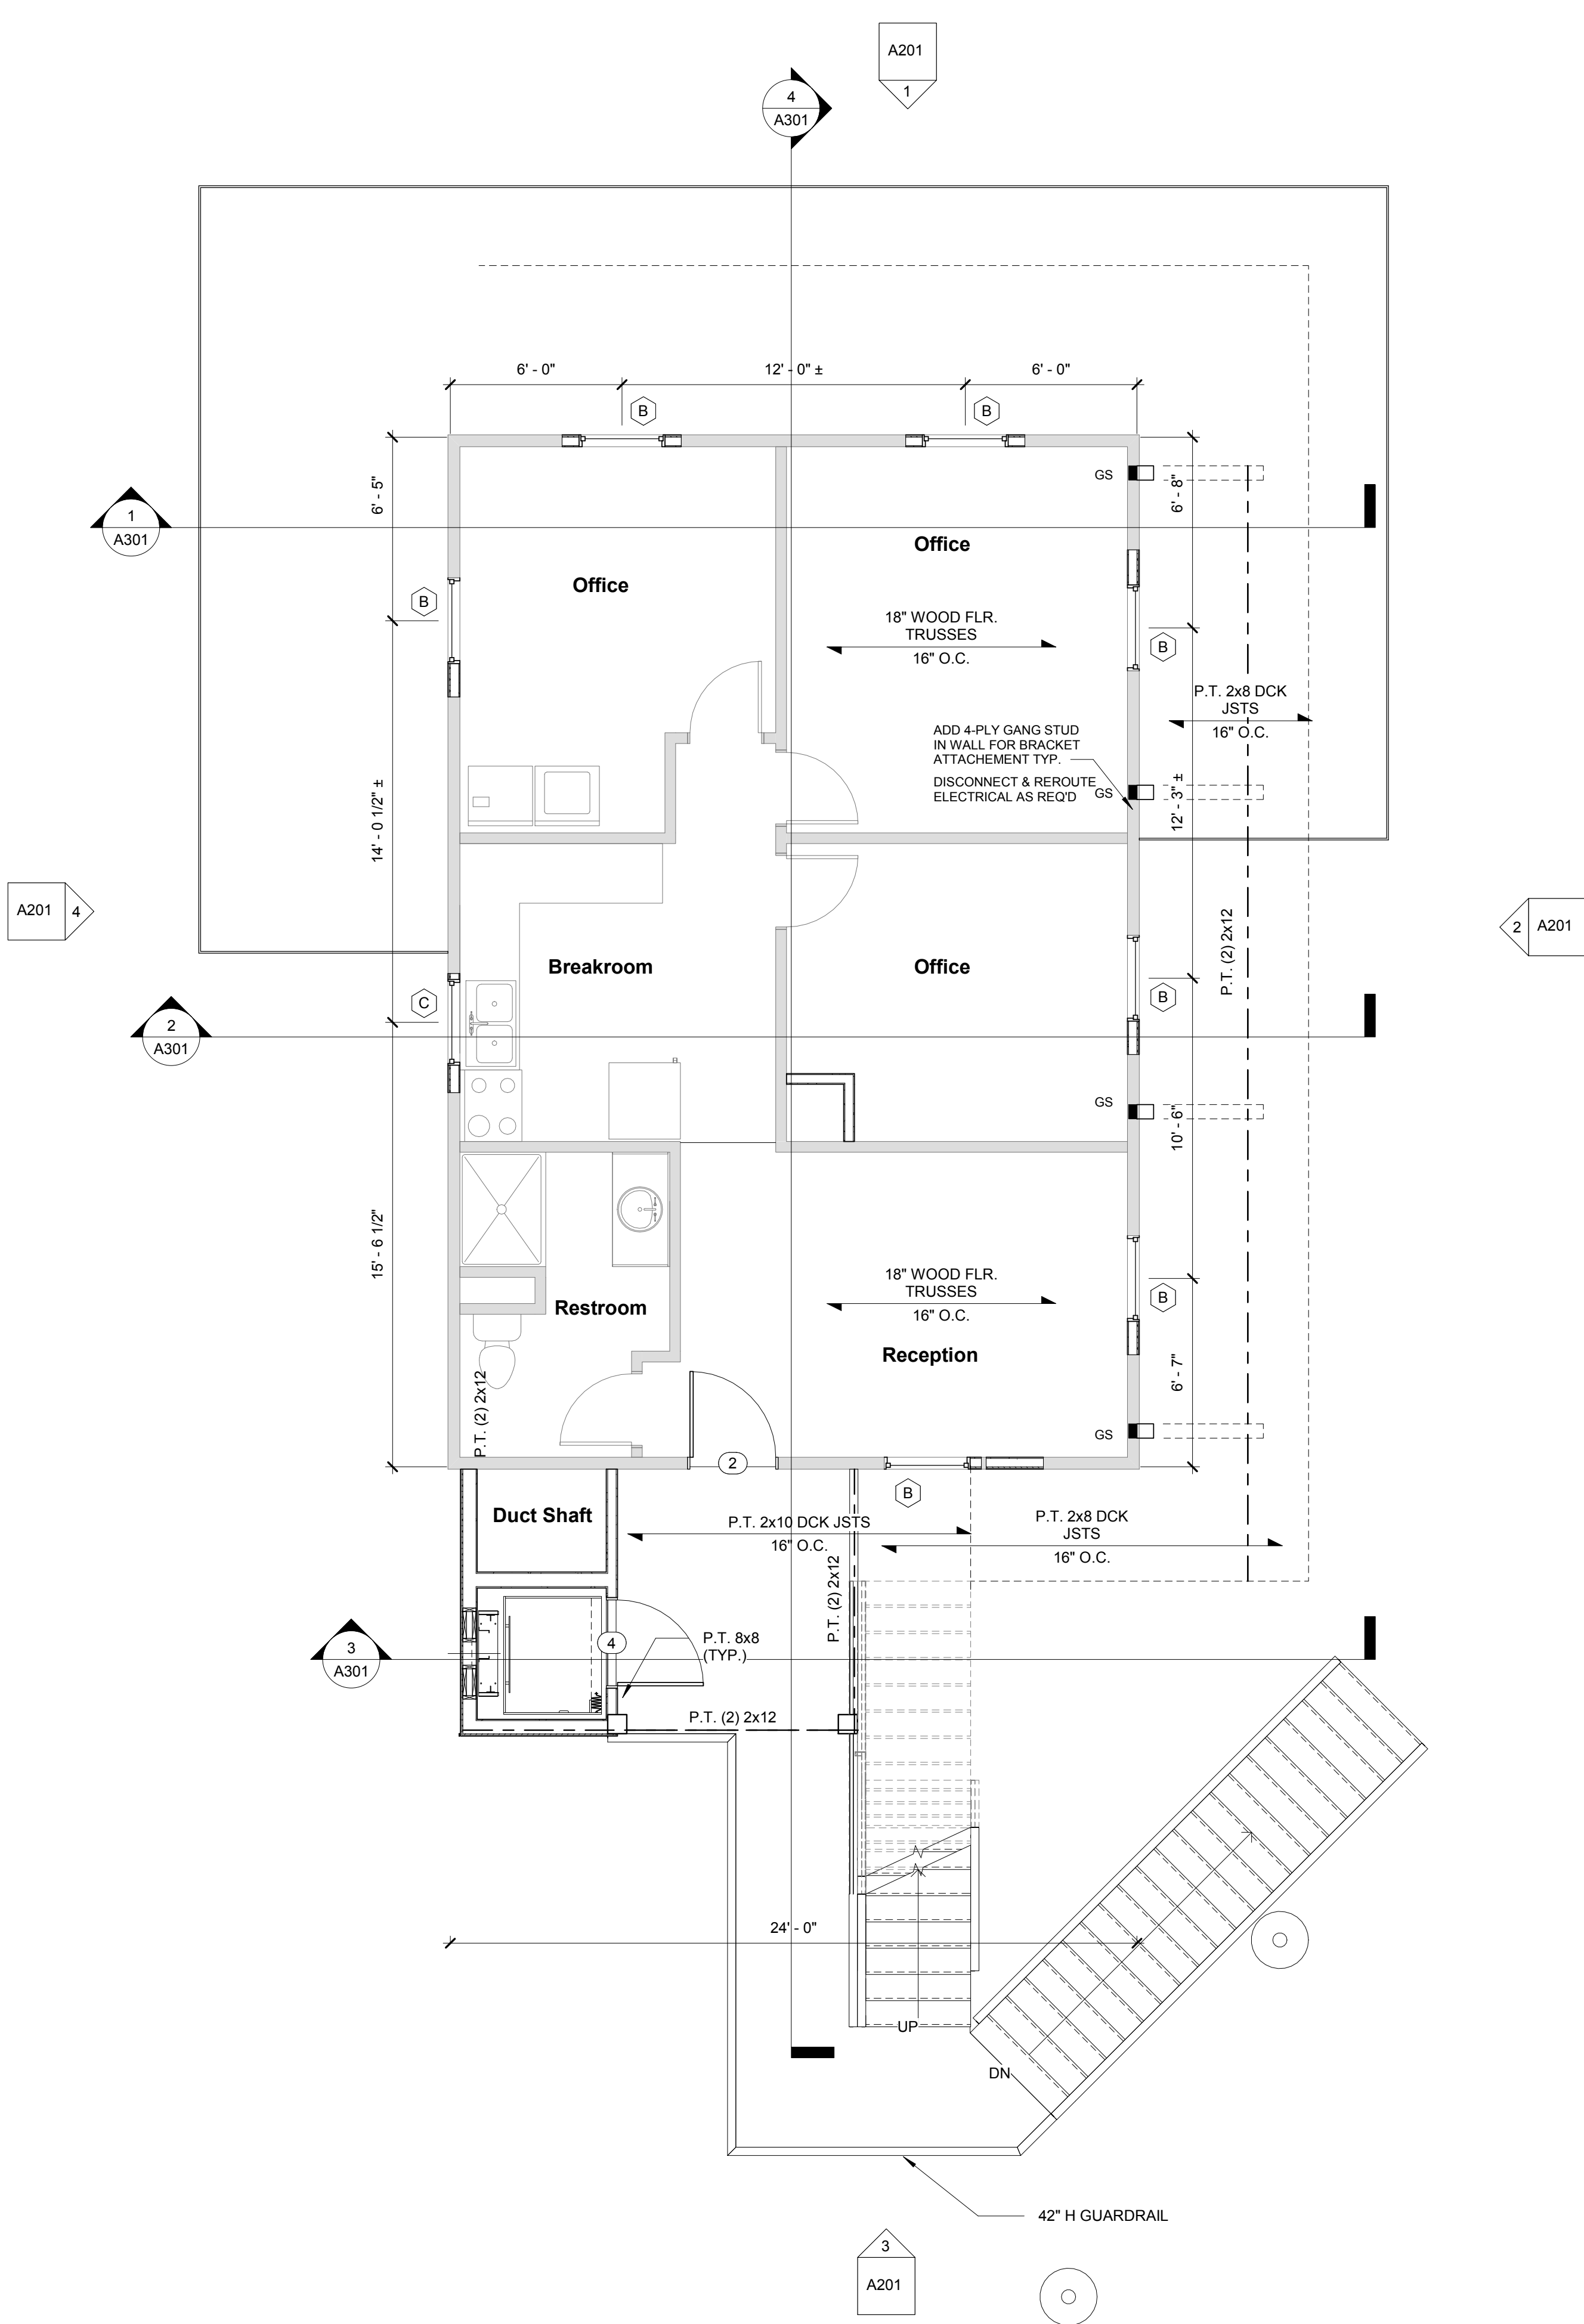 A201
1
4
A301
6' - 0"
12' - 0" ±
6' - 0"
B
B
6' - 5"
6' - 8"
GS
1
A301
Office
Office
B
18" WOOD FLR.
TRUSSES
16" O.C.
B
P.T. 2x8 DCK
JSTS
16" O.C.
ADD 4-PLY GANG STUD
IN WALL FOR BRACKET
ATTACHEMENT TYP.
DISCONNECT & REROUTE
ELECTRICAL AS REQ'D
GS
14' - 0 1/2" ±
12' - 3" ±
A201
4
2
A201
P.T. (2) 2x12
Breakroom
Office
C
B
2
A301
GS
10' - 6"
15' - 6 1/2"
18" WOOD FLR.
TRUSSES
16" O.C.
B
Restroom
Reception
6' - 7"
P.T. (2) 2x12
GS
2
B
Duct Shaft
P.T. 2x10 DCK JSTS
16" O.C.
P.T. 2x8 DCK
JSTS
16" O.C.
P.T. (2) 2x12
4
P.T. 8x8
(TYP.)
3
A301
P.T. (2) 2x12
24' - 0"
UP
DN
42" H GUARDRAIL
3
A201